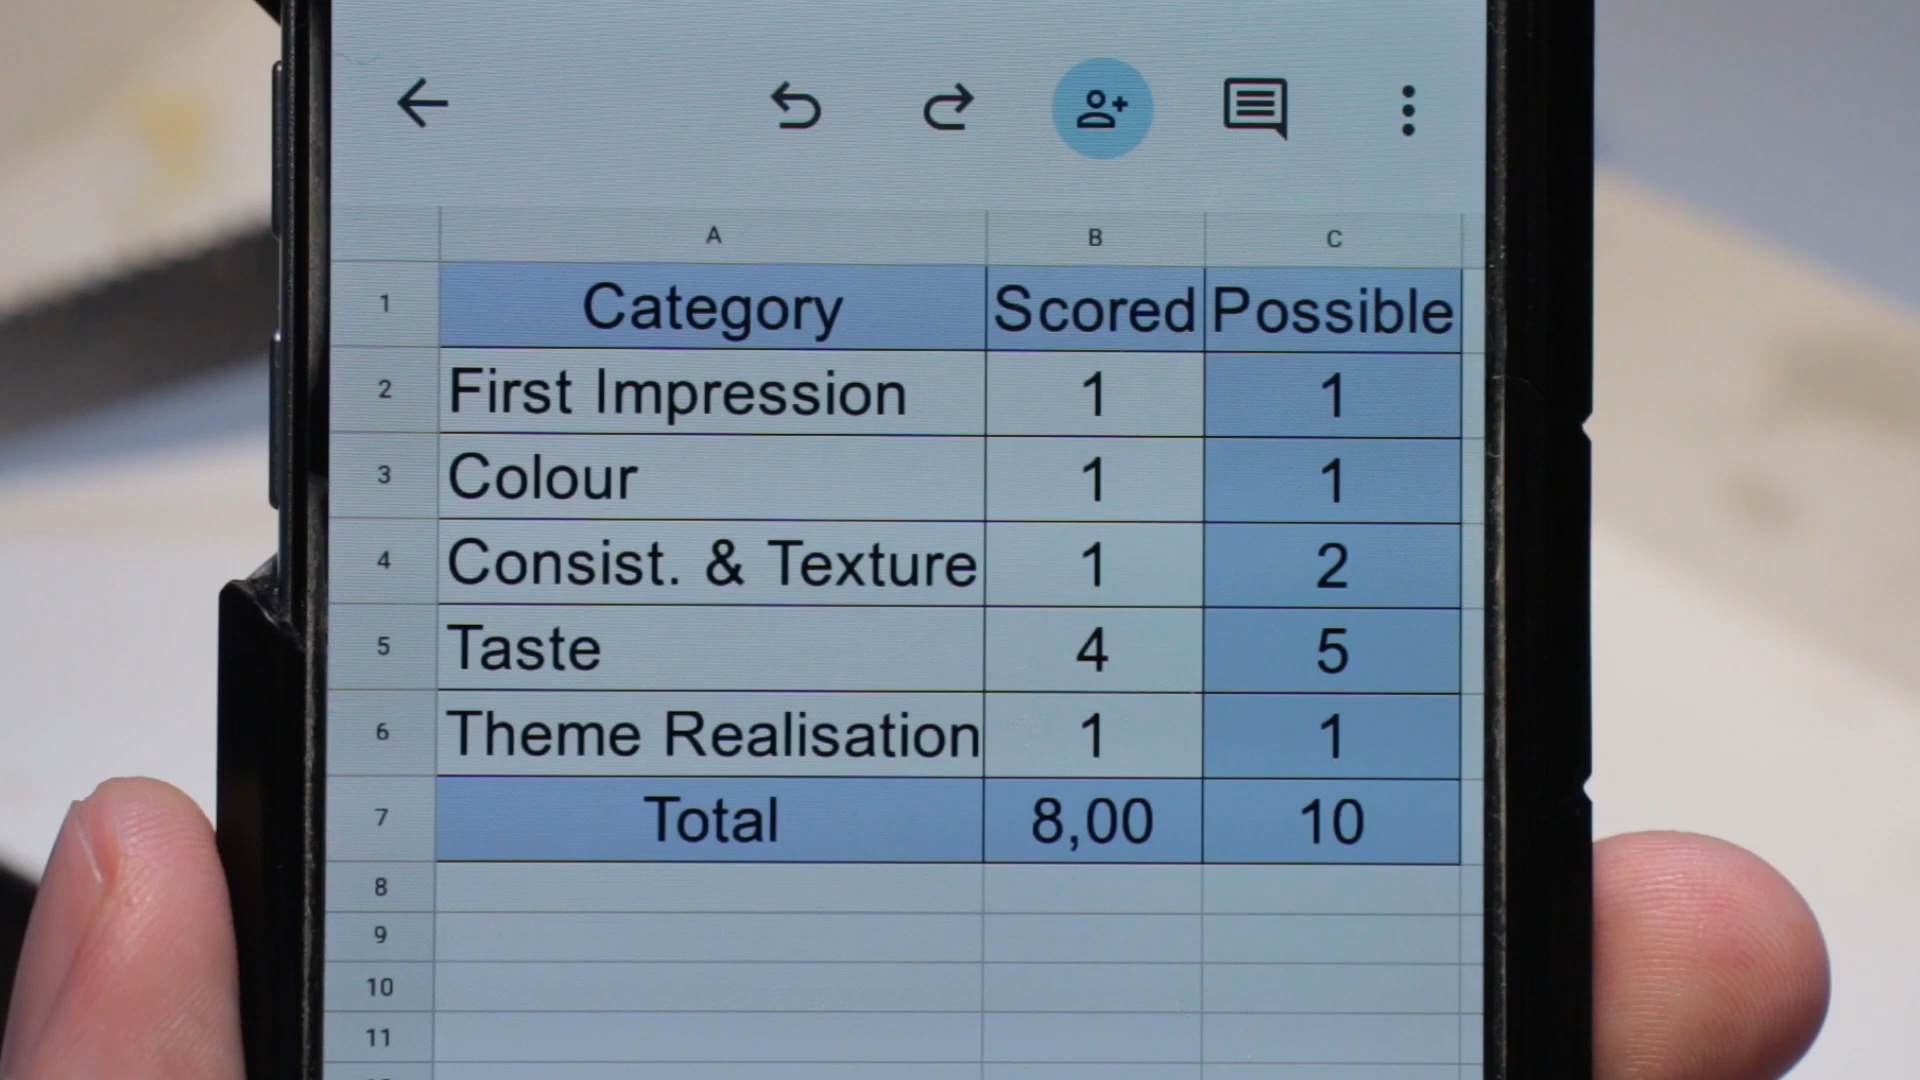 A B C
1 Category Scored Possible
2 First Impression 1 1
3 Colour 1 1
4 Consist. & Texture 1 2
5 Taste 4 5
6 Theme Realisation 1 1
7 Total 8,00 10
8
9
10
11